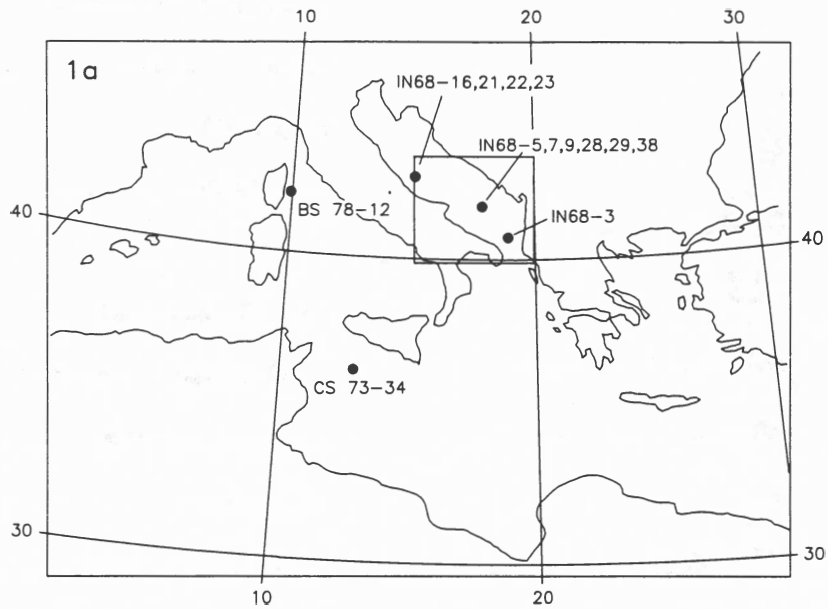 10 20 30
1a
IN68-16,21,22,23
IN68-5,7,9,28,29,38
BS 78-12
IN68-3
40 40
CS 73-34
30 30
10 20